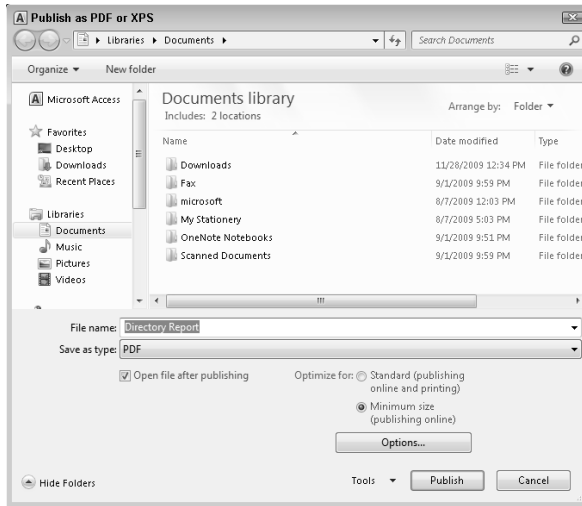 A Publish as PDF or XPS
Libraries Documents
Search Documents
Organize New folder
A Microsoft Access
Favorites
Desktop
Downloads
Recent Places
Libraries
Documents
Music
Pictures
Videos
Documents library
Includes: 2 locations
Arrange by: Folder
Name Date modified Type
Downloads 11/28/2009 12:34 PM File folde
Fax 9/1/2009 9:59 PM File folde
microsoft 8/7/2009 12:03 PM File folde
My Stationery 8/7/2009 5:03 PM File folde
OneNote Notebooks 9/1/2009 9:51 PM File folde
Scanned Documents 9/1/2009 9:59 PM File folde
File name: Directory Report
Save as type: PDF
Open file after publishing
Optimize for: Standard (publishing
online and printing)
Minimum size
(publishing online)
Options...
Hide Folders
Tools Publish Cancel